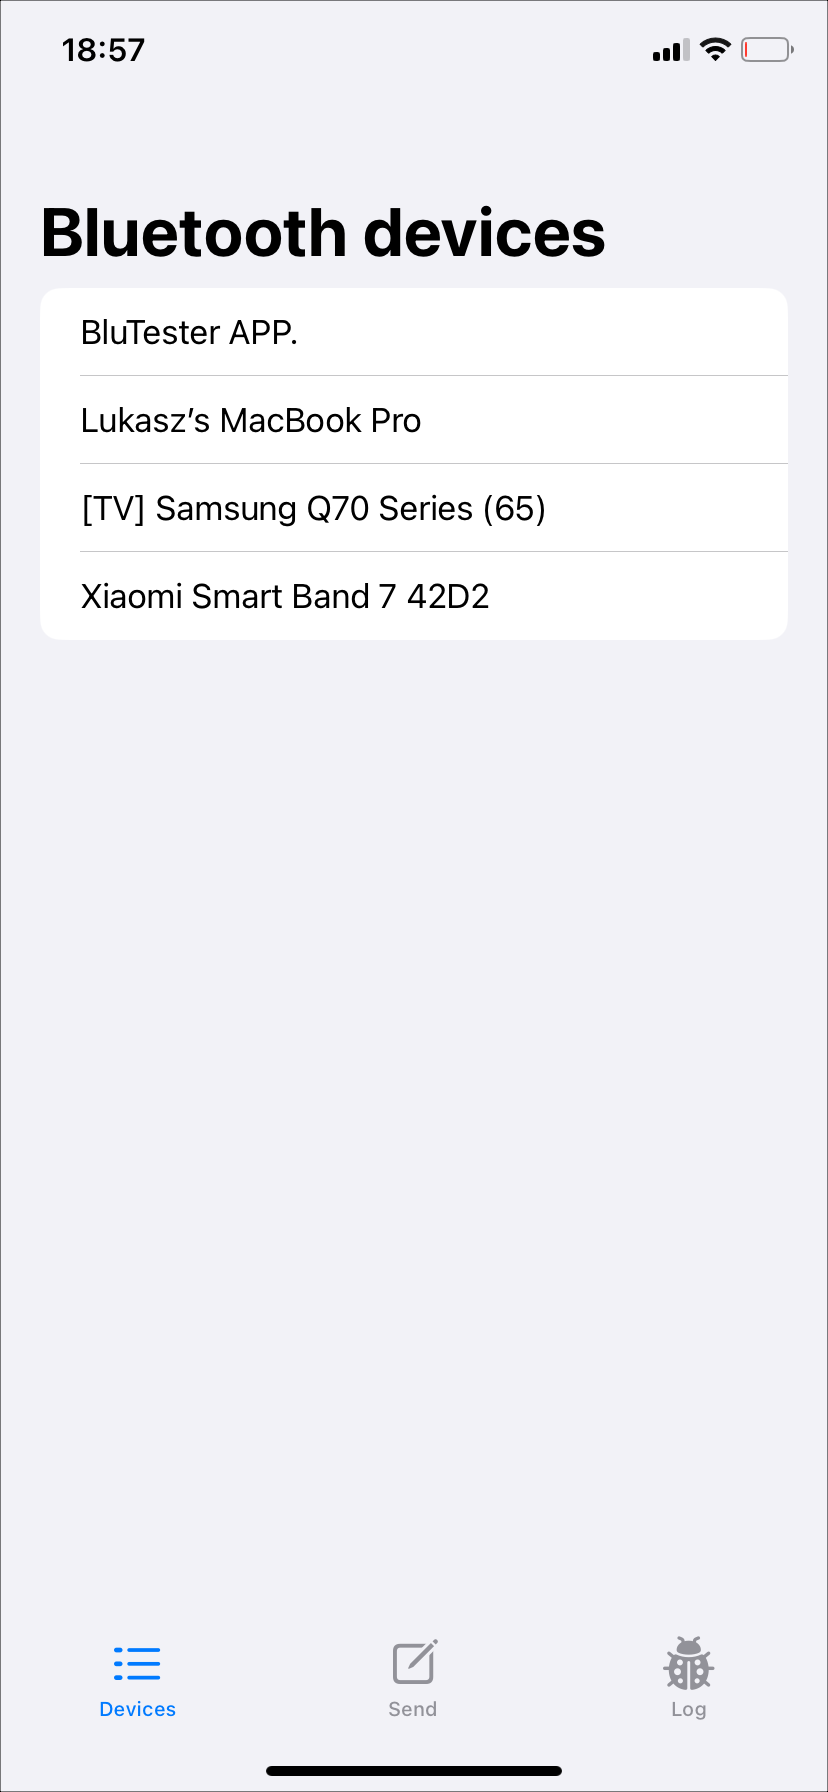 18:57
Bluetooth devices
BluTester APP.
Lukasz’s MacBook Pro
[TV] Samsung Q70 Series (65)
Xiaomi Smart Band 7 42D2
Devices
Send
Log